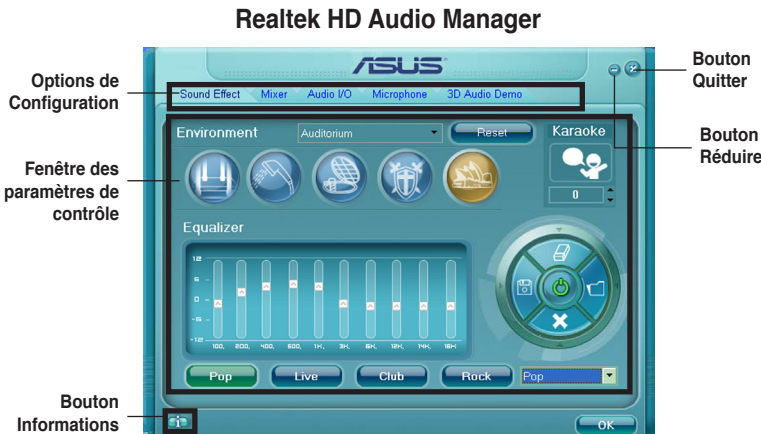 Realtek HD Audio Manager
ASUS
Options de
Configuration
Sound Effect Mixer Audio I/O Microphone 3D Audio Demo
Bouton
Quitter
Bouton
Réduire
Environment Auditorium Reset Karaoke
0
Fenêtre des
paramètres de
contrôle
Equalizer
12
6
0
-6
-12
100, 200, 400, 600, 1K, 3K, 6K, 12K, 14K, 16K
Pop Live Club Rock Pop
Bouton
Informations
i
OK